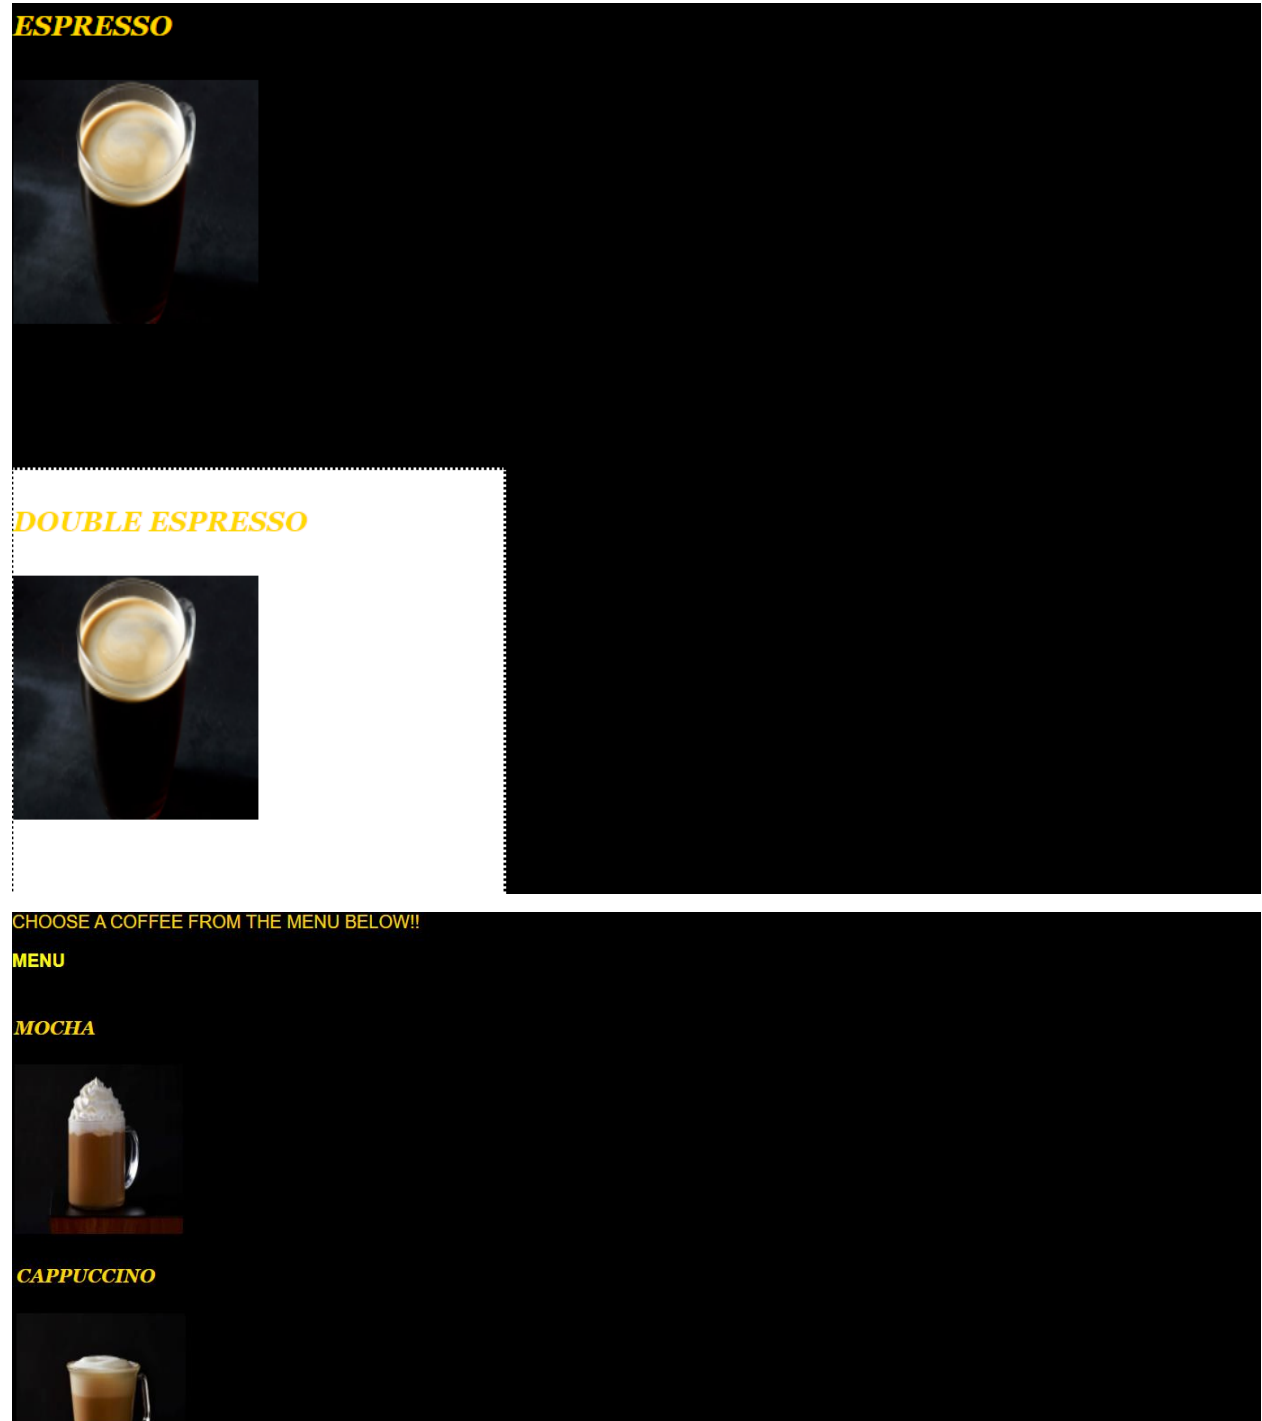 ESPRESSO
DOUBLE ESPRESSO
CHOOSE A COFFEE FROM THE MENU BELOW!!
MENU
MOCHA
CAPPUCCINO